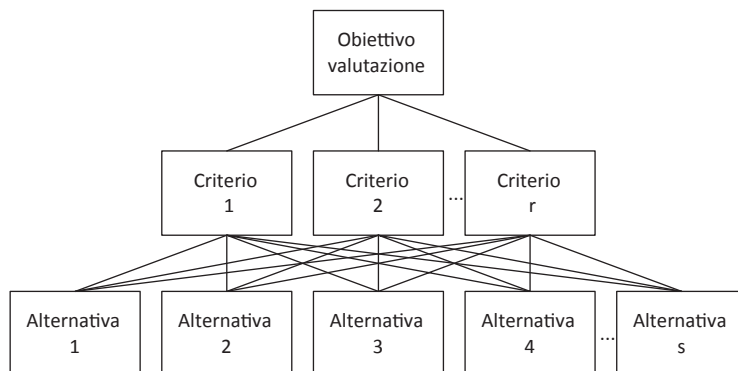 Obiettivo
valutazione
Criterio
1
Criterio
2
...
Criterio
r
Alternativa
1
Alternativa
2
Alternativa
3
Alternativa
4
...
Alternativa
s